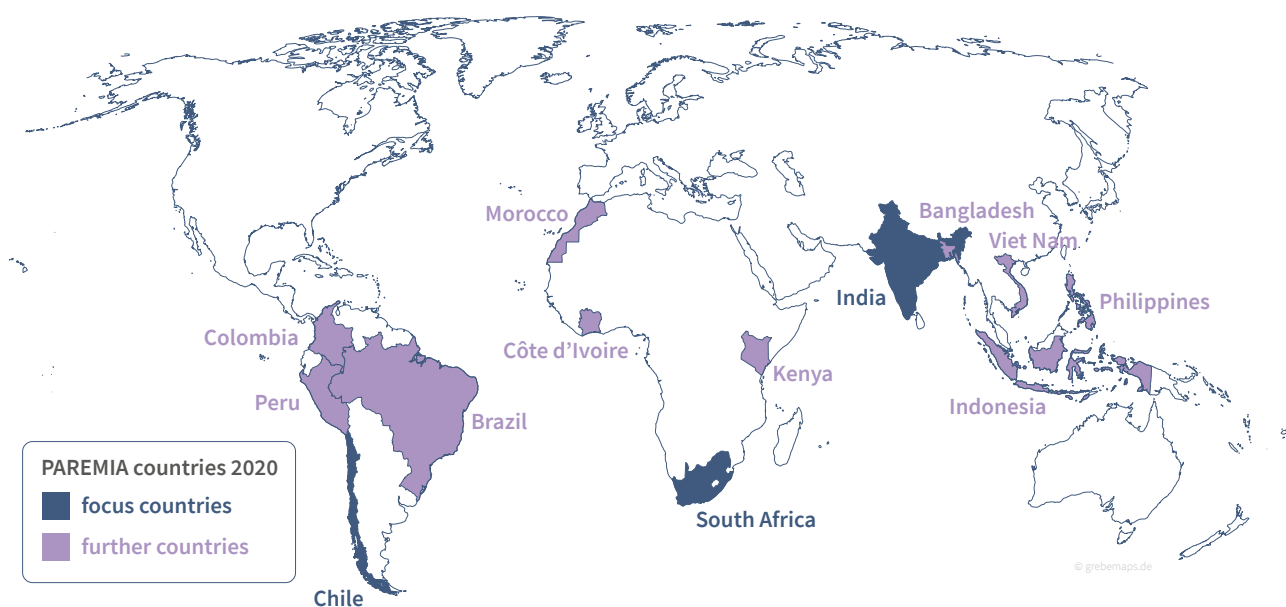 Bangladesh
Morocco
Viet Nam
India
Philippines
Colombia
Côte d’Ivoire
Kenya
Peru
Indonesia
Brazil
PAREMIA countries 2020
focus countries
South Africa
further countries
© grebemaps.de
Chile